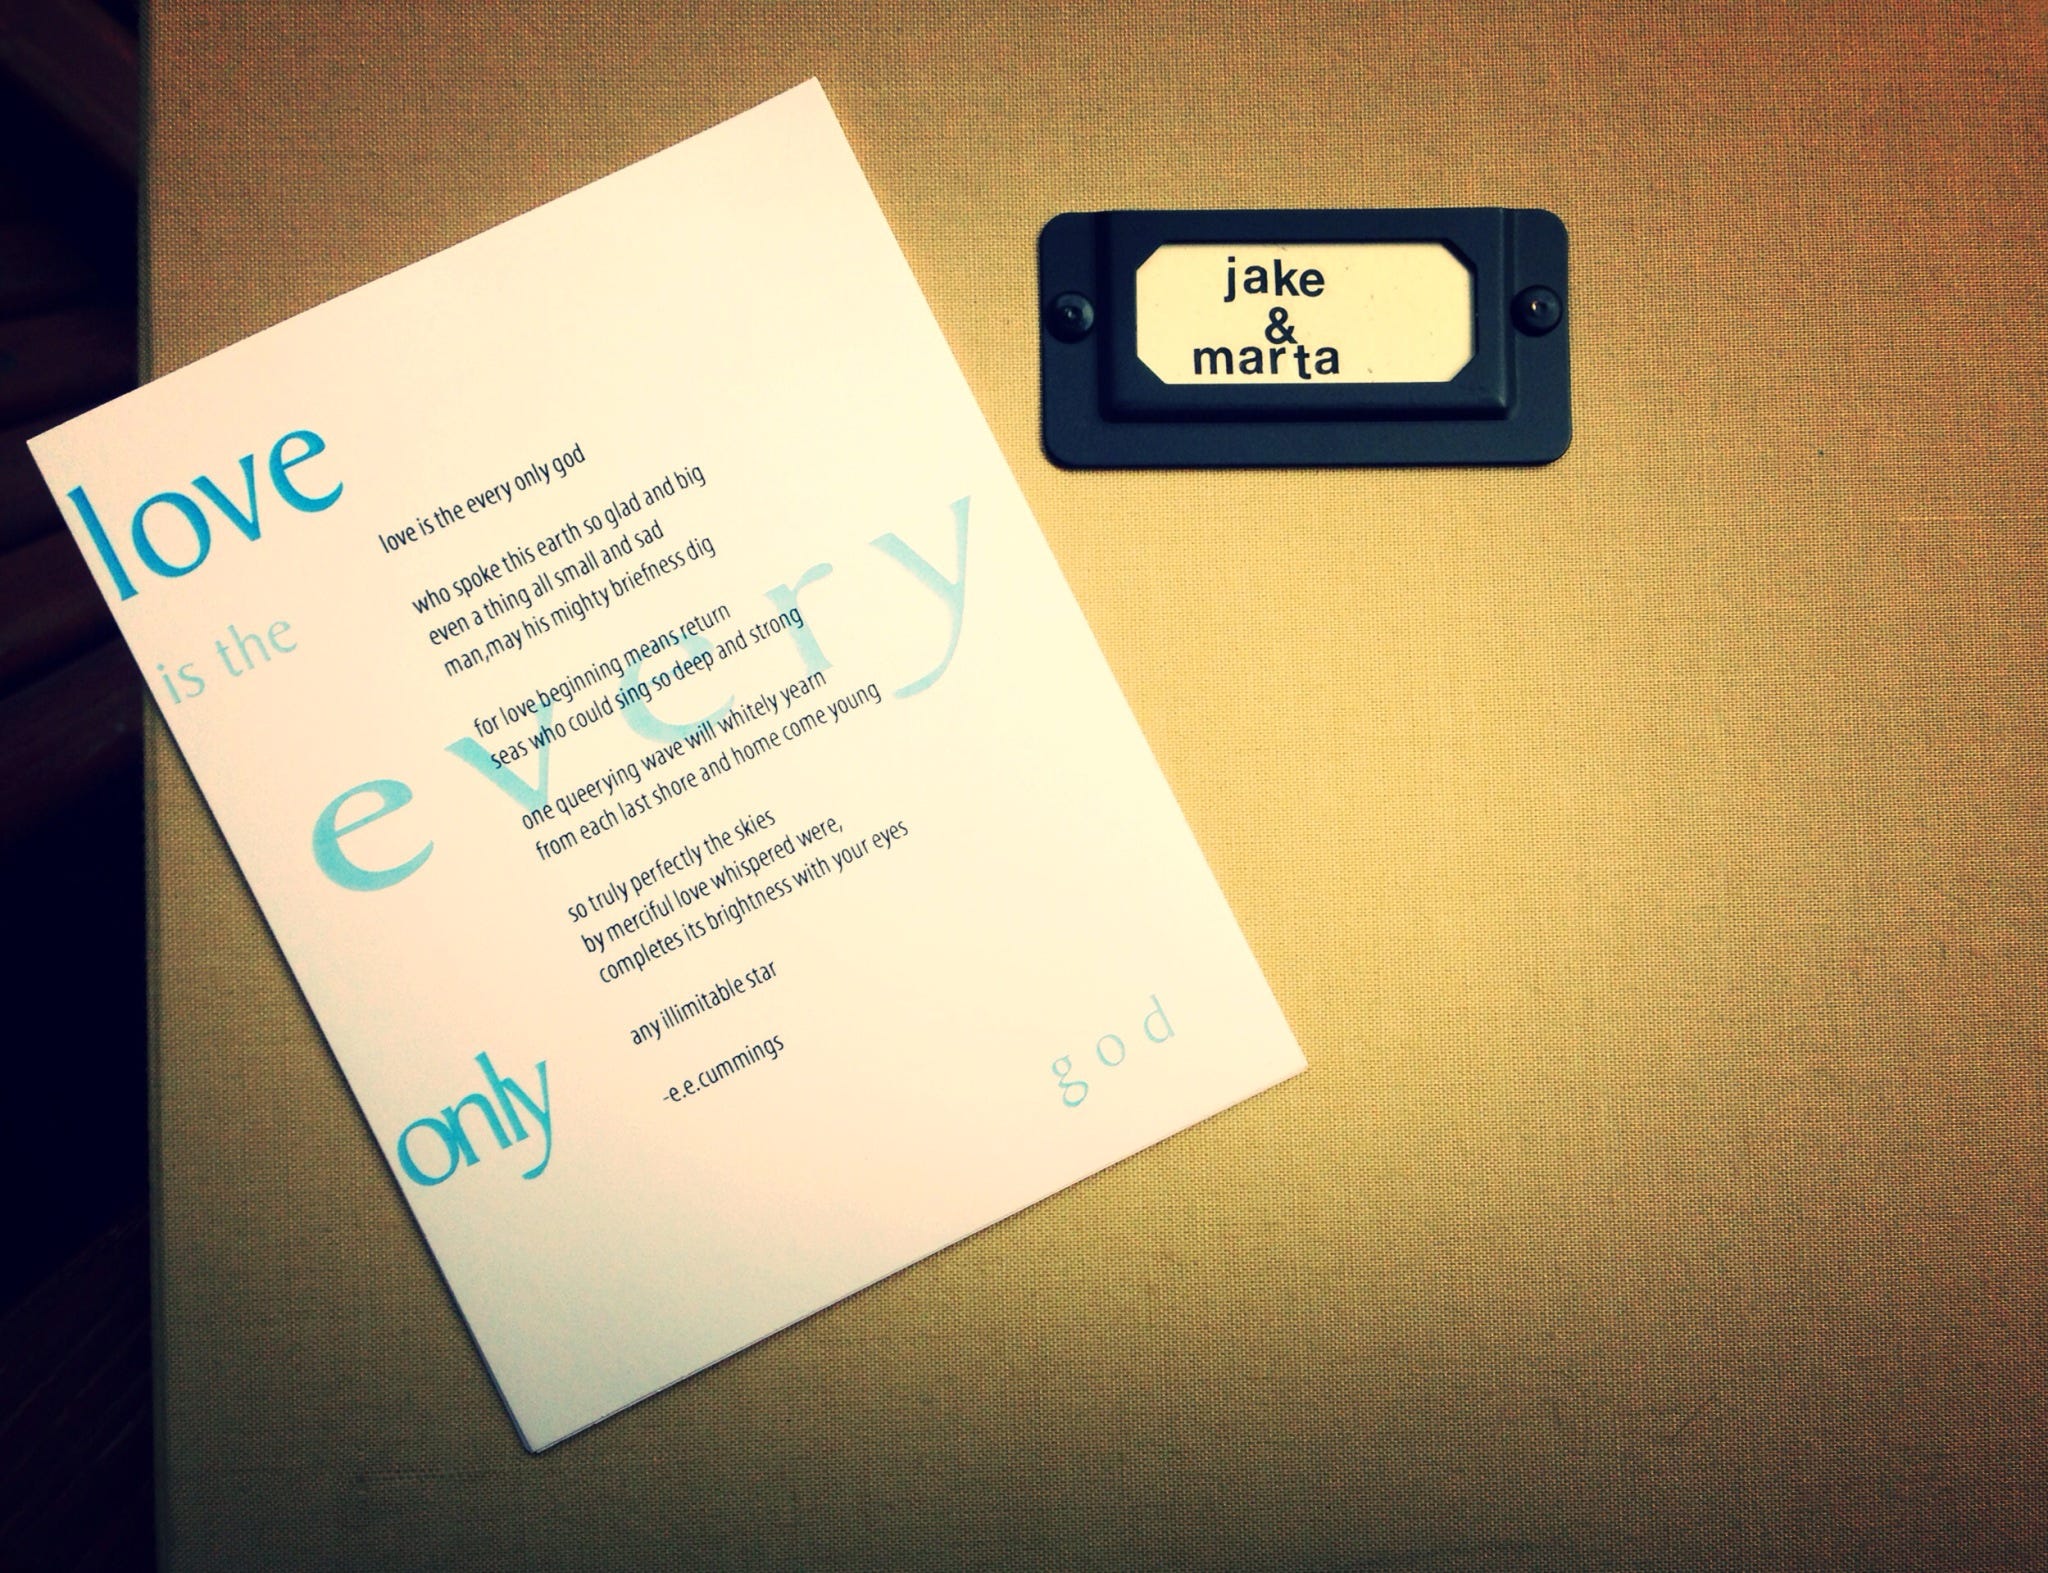 love
is the
every
only
god
love is the every only god
who spoke this earth so glad and big
even a thing all small and sad
man,may his mighty briefness dig
for love beginning means return
seas who could sing so deep and strong
one queerying wave will whitely yearn
from each last shore and home come young
so truly perfectly the skies
by merciful love whispered were,
completes its brightness with your eyes
any illimitable star
-e.e.cummings
jake
&
marta